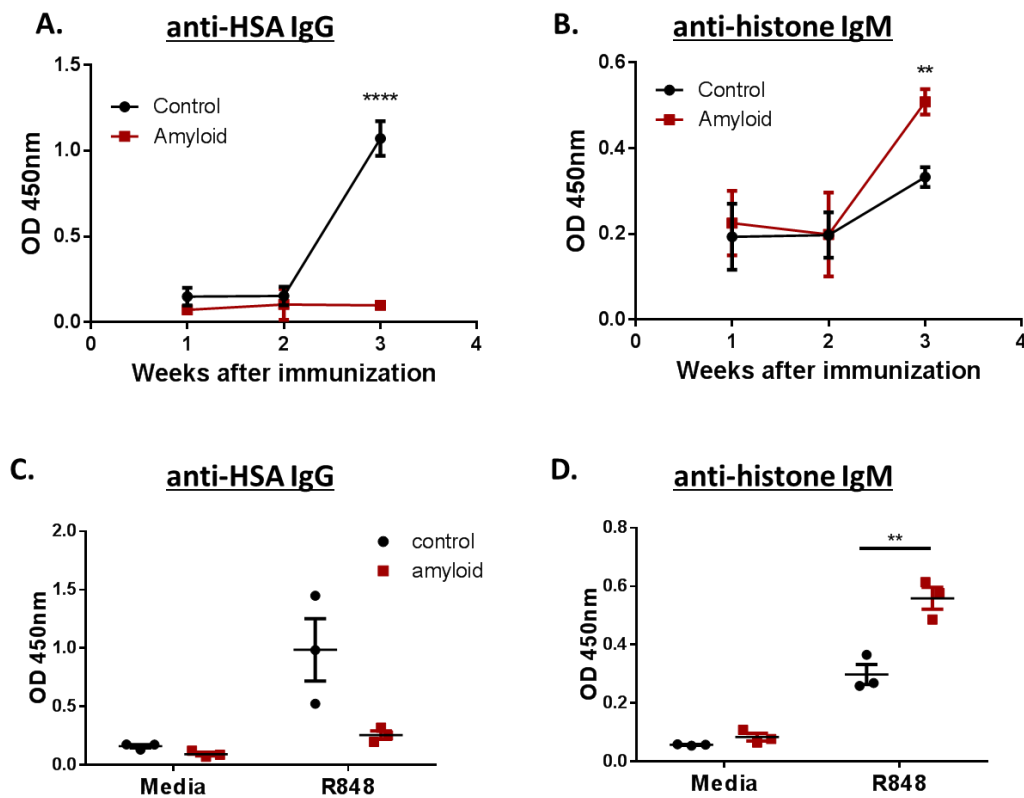 A.
anti-HSA IgG
1.5
1.0
0.5
0.0
OD 450nm
Control
Amyloid
****
0
1
2
3
4
Weeks after immunization
B.
anti-histone IgM
0.6
0.4
0.2
0.0
OD 450nm
Control
Amyloid
**
0
1
2
3
4
Weeks after immunization
C.
anti-HSA IgG
2.0
1.5
1.0
0.5
0.0
OD 450nm
control
amyloid
Media
R848
D.
anti-histone IgM
0.8
0.6
0.4
0.2
0.0
OD 450nm
**
Media
R848